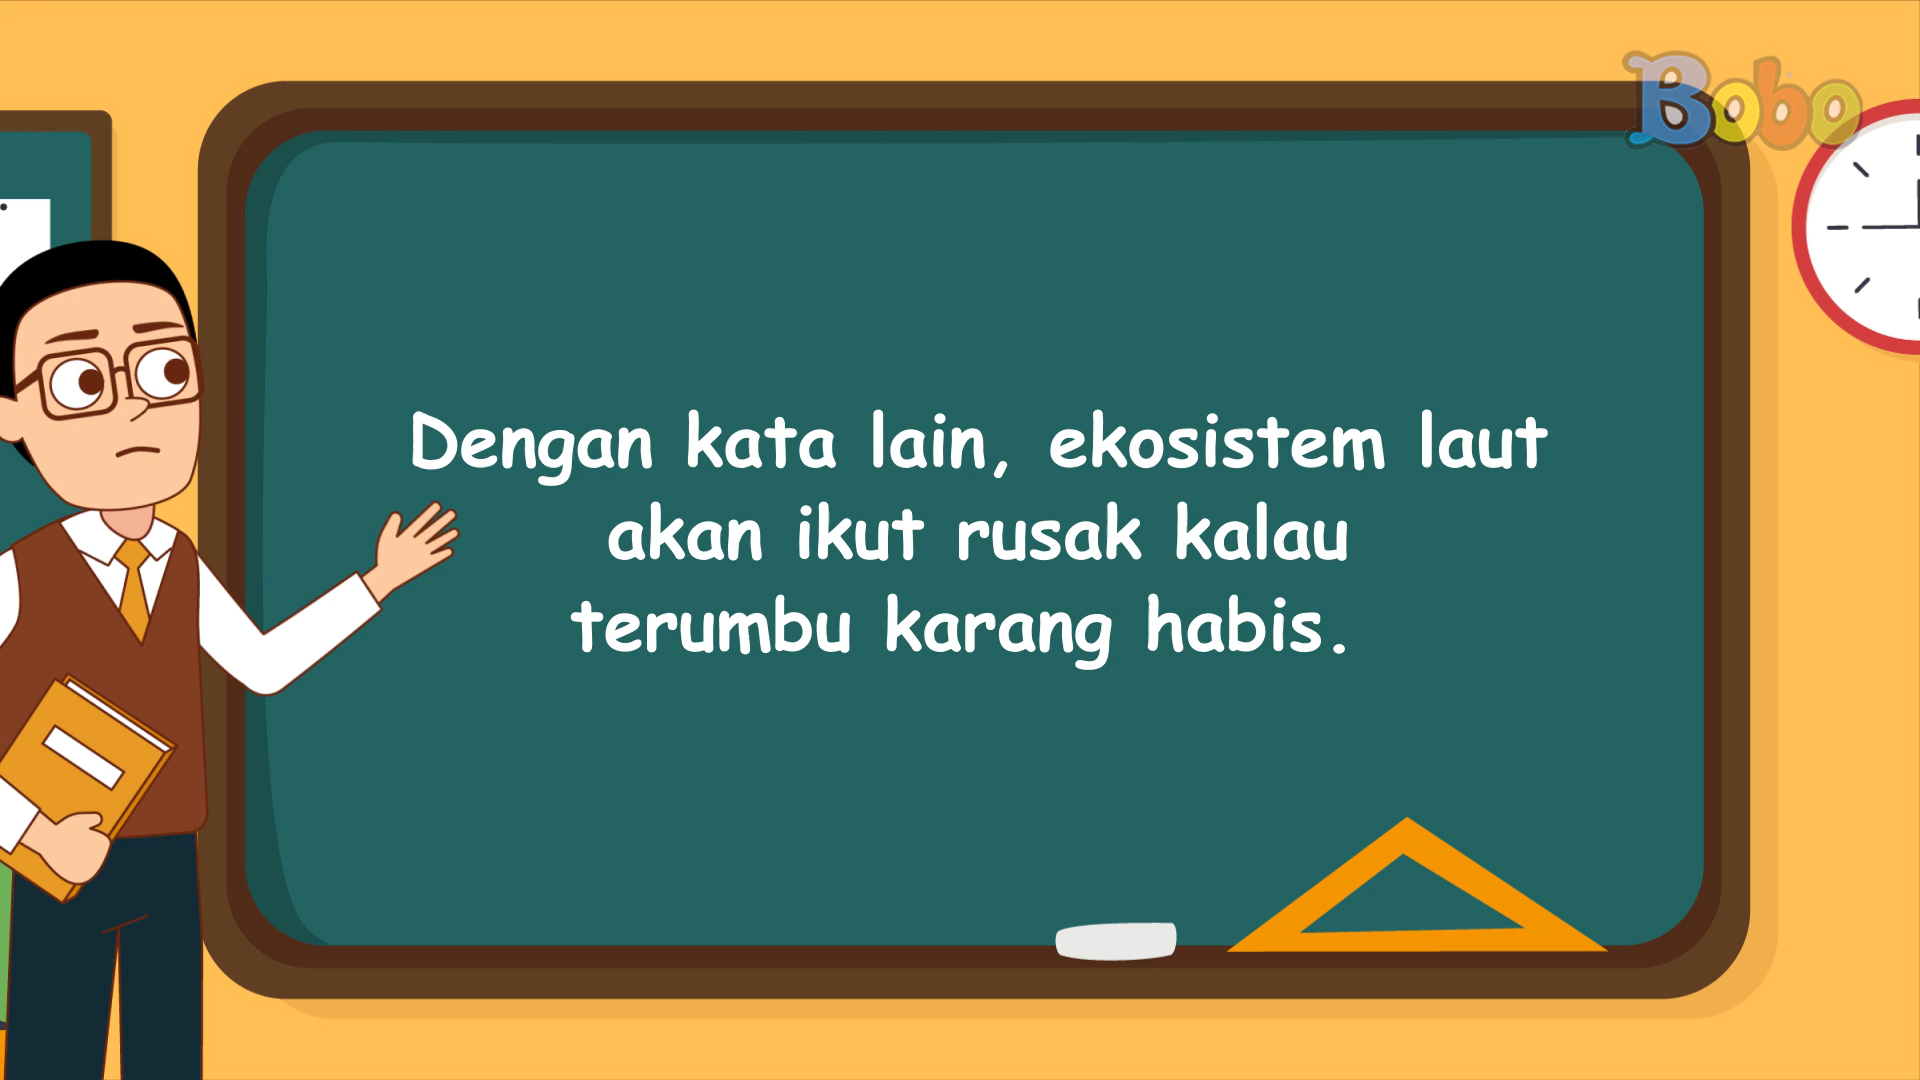 Bobo
Dengan kata lain, ekosistem laut
akan ikut rusak kalau
terumbu karang habis.